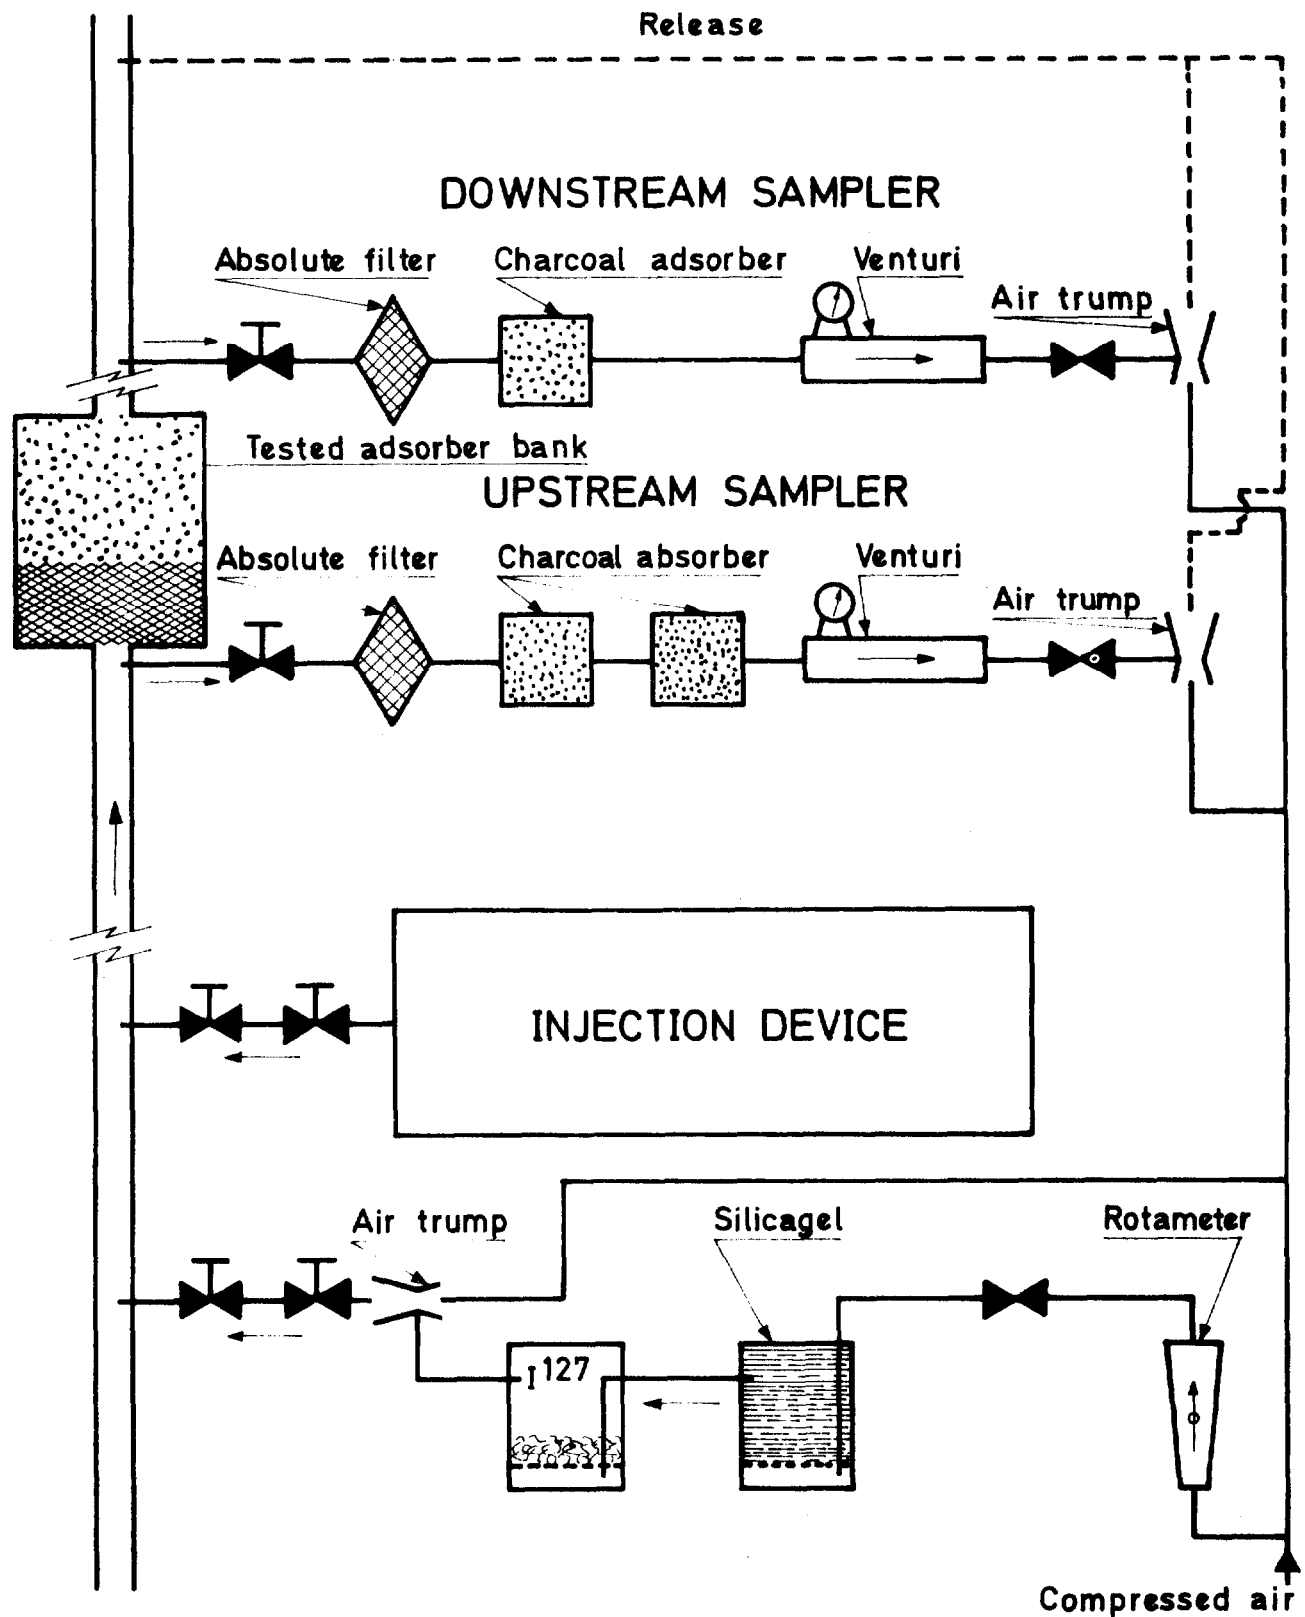 Release
DOWNSTREAM SAMPLER
Absolute filter
Charcoal adsorber
Venturi
Air trump
Tested adsorber bank
UPSTREAM SAMPLER
Absolute filter
Charcoal absorber
Venturi
Air trump
INJECTION DEVICE
Air trump
Silicagel
Rotameter
I 127
Compressed air